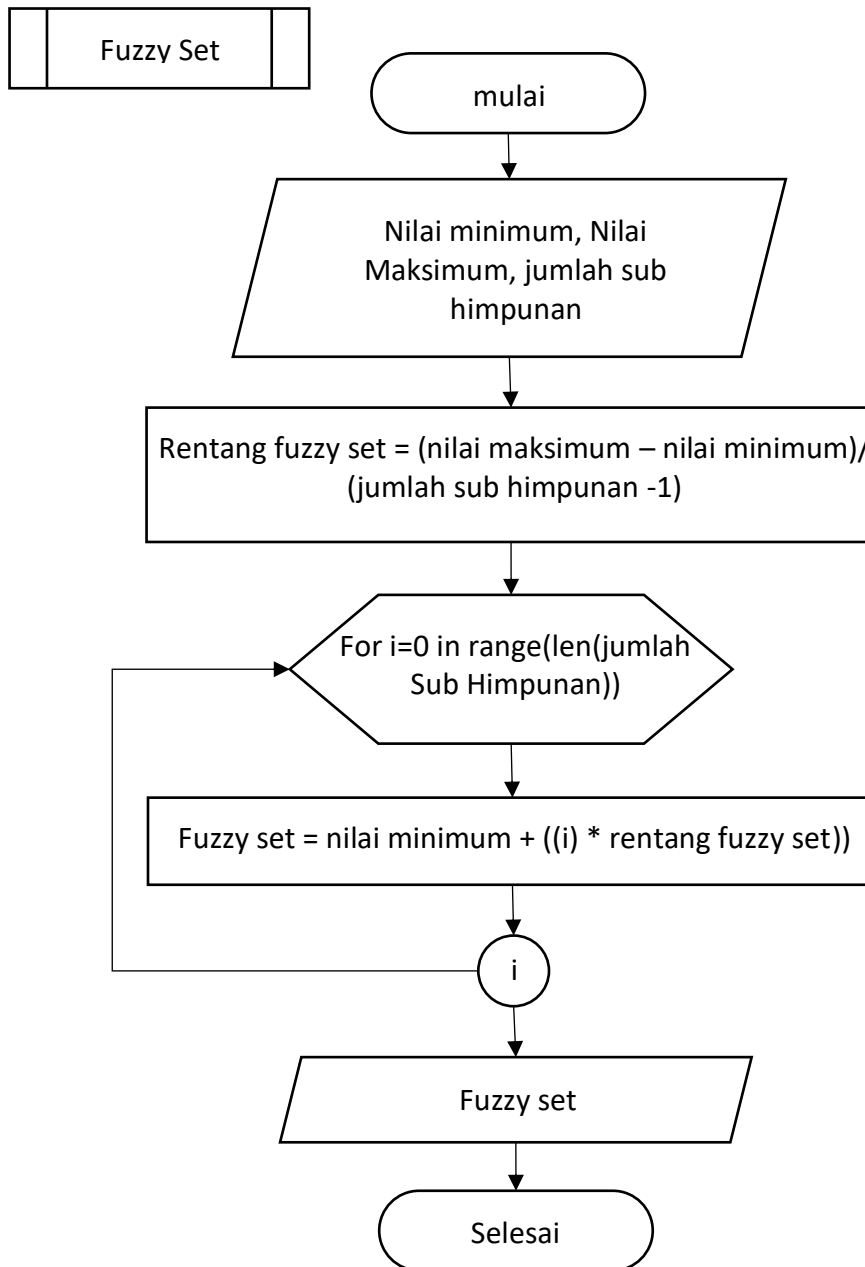 Fuzzy Set
mulai
Nilai minimum, Nilai
Maksimum, jumlah sub
himpunan
Rentang fuzzy set = (nilai maksimum – nilai minimum)/
(jumlah sub himpunan -1)
For i=0 in range(len(jumlah
Sub Himpunan))
Fuzzy set = nilai minimum + ((i) * rentang fuzzy set))
i
Fuzzy set
Selesai